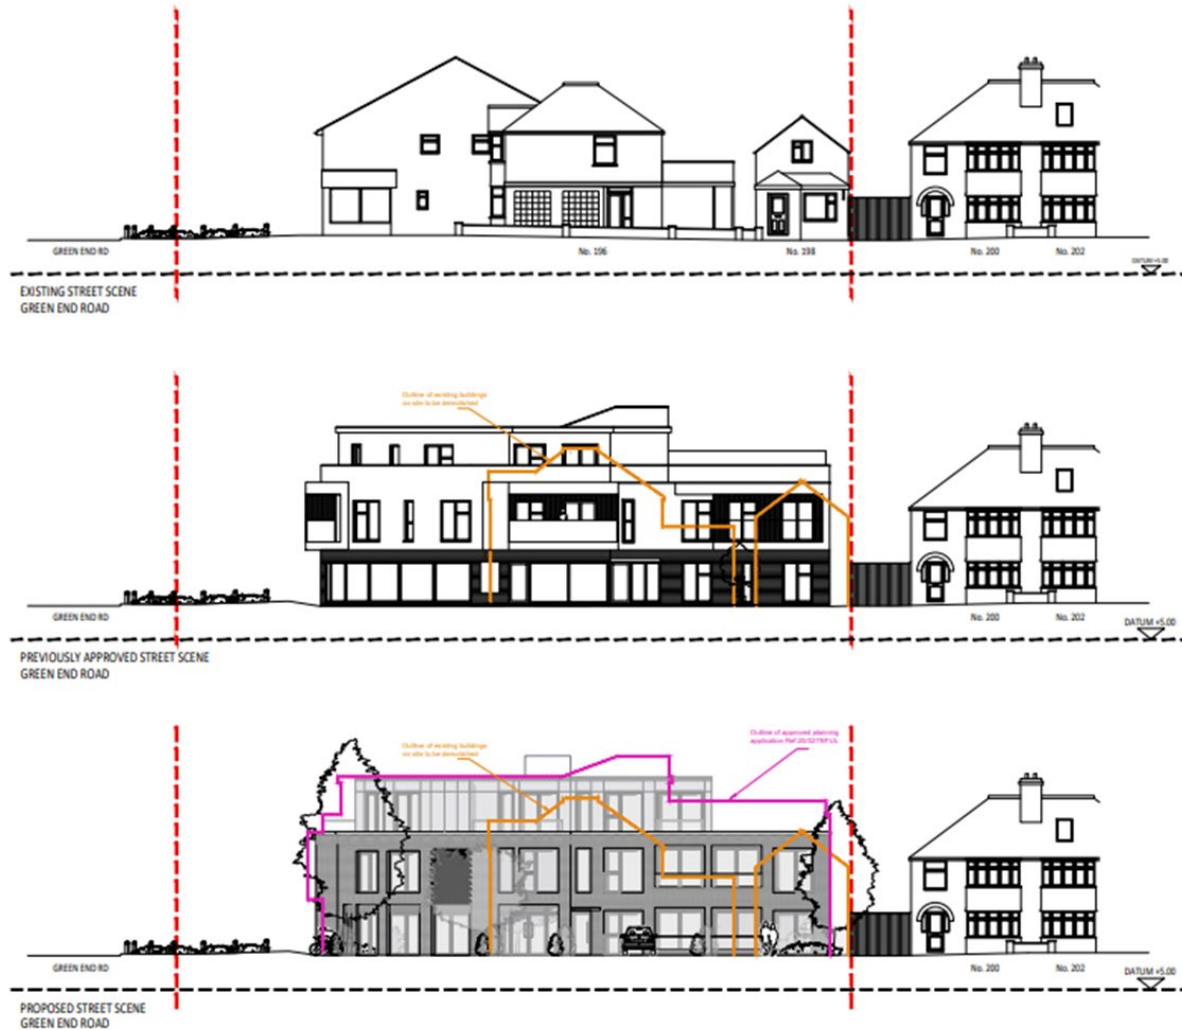 GREEN END RD
No. 196
No. 198
No. 200
No. 202
EXISTING STREET SCENE
GREEN END ROAD
Outline of existing buildings
on site to be demolished
GREEN END RD
No. 200
No. 202
DATUM +5.00
PREVIOUSLY APPROVED STREET SCENE
GREEN END ROAD
Outline of existing buildings
on site to be demolished
Outline of approved planning
application Ref
GREEN END RD
No. 200
No. 202
DATUM +5.00
PROPOSED STREET SCENE
GREEN END ROAD